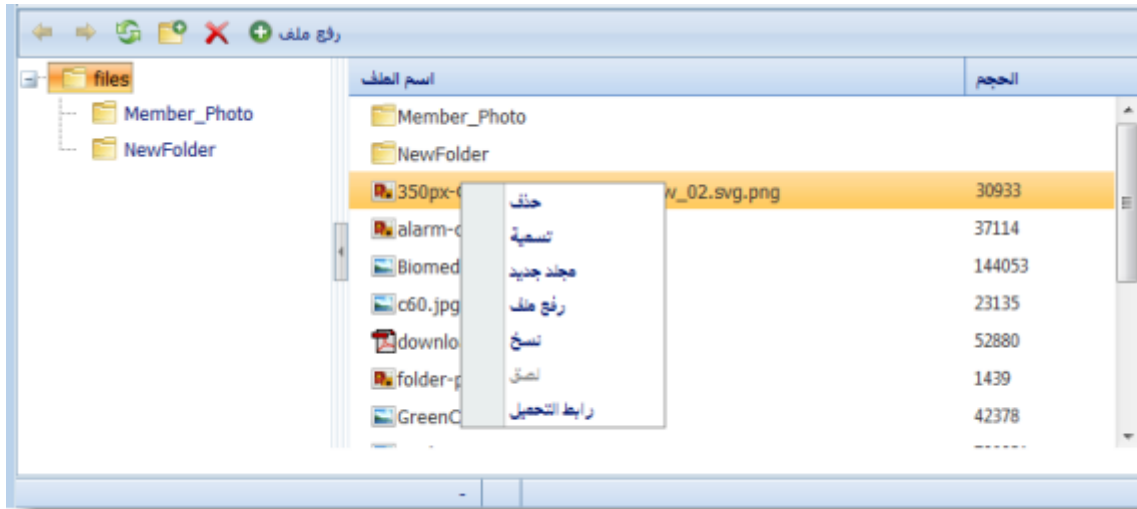 رفع ملف
files
Member_Photo
NewFolder
اسم الملف الحجم
Member_Photo
NewFolder
350px- w_02.svg.png 30933
alarm-c 37114
Biomed 144053
c60.jpg 23135
downlo 52880
folder-p 1439
GreenC 42378
حذف
تسمية
مجلد جديد
رفع ملف
نسخ
لصق
رابط التحميل
-